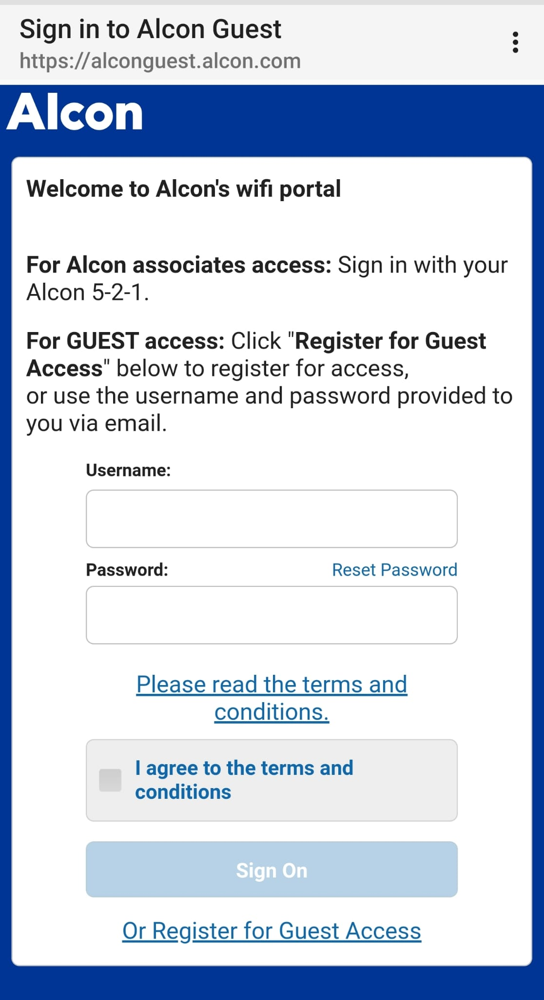 Sign in to Alcon Guest
https://alconguest.alcon.com
Alcon
Welcome to Alcon's wifi portal
For Alcon associates access: Sign in with your
Alcon 5-2-1.
For GUEST access: Click "Register for Guest
Access" below to register for access,
or use the username and password provided to
you via email.
Username:
Password:
Reset Password
Please read the terms and
conditions.
I agree to the terms and
conditions
Sign On
Or Register for Guest Access